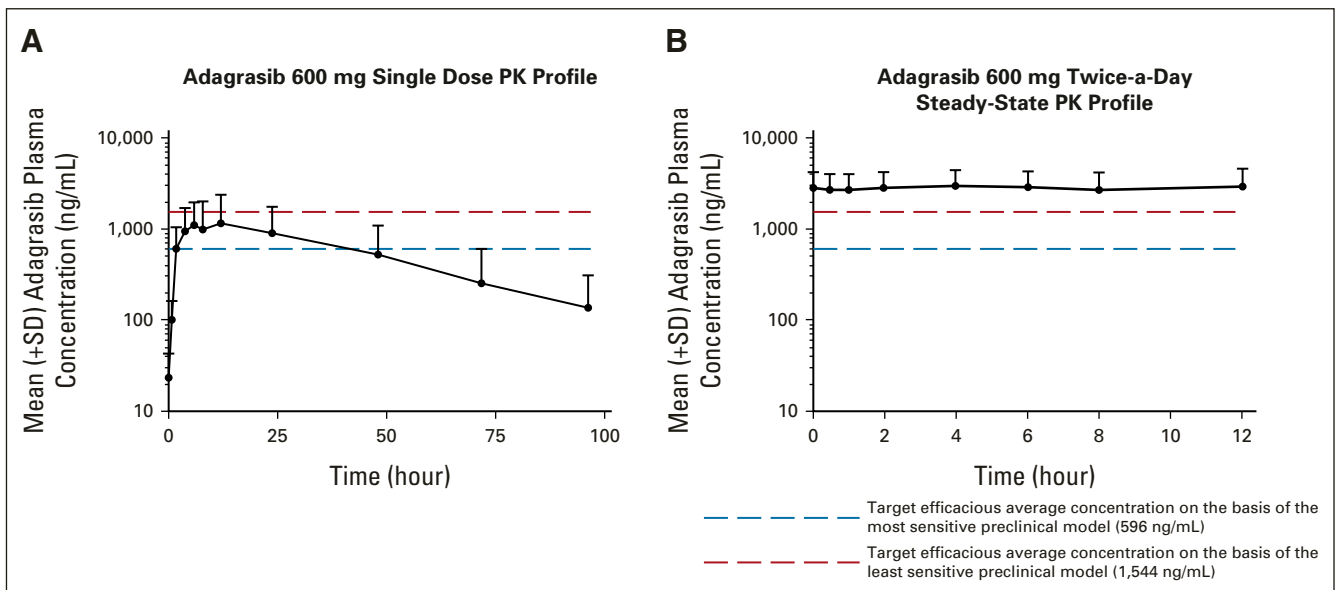 A
Adagrasib 600 mg Single Dose PK Profile
Mean (+SD) Adagrasib Plasma
Concentration (ng/mL)
10,000
1,000
100
10
0
25
50
75
100
Time (hour)
B
Adagrasib 600 mg Twice-a-Day
Steady-State PK Profile
Mean (+SD) Adagrasib Plasma
Concentration (ng/mL)
10,000
1,000
100
10
0
2
4
6
8
10
12
Time (hour)
Target efficacious average concentration on the basis of the
most sensitive preclinical model (596 ng/mL)
Target efficacious average concentration on the basis of the
least sensitive preclinical model (1,544 ng/mL)